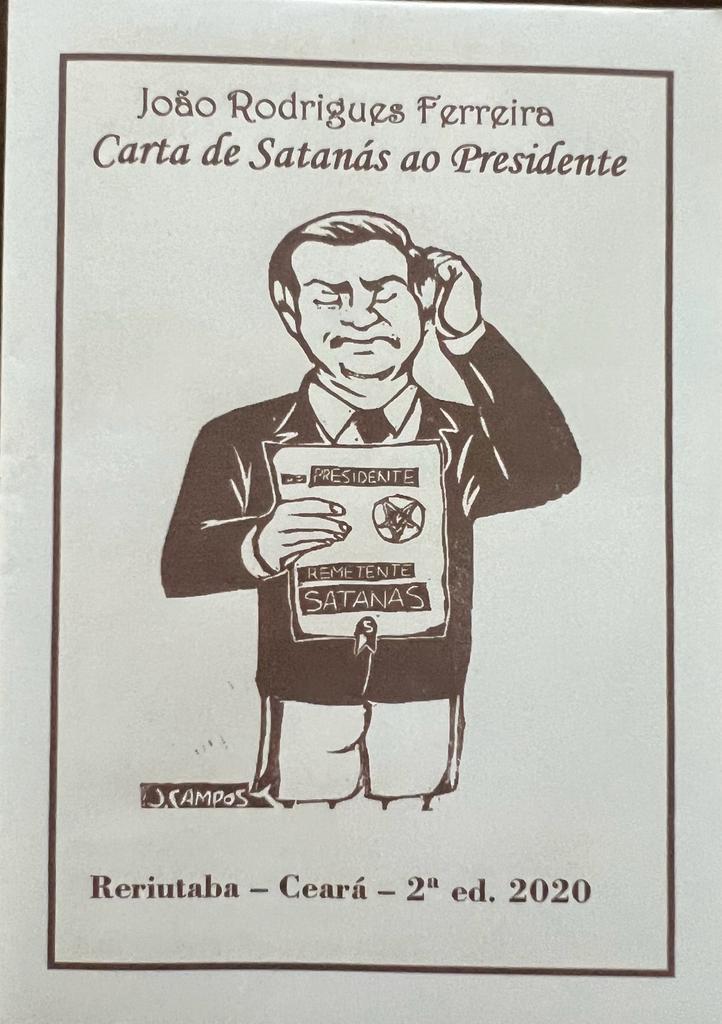 João Rodrigues Ferreira
Carta de Satanás ao Presidente
PRESIDENTE
REMETENTE
SATANAS
S
J.CAMPOS
Reriutaba – Ceará – 2ª ed. 2020